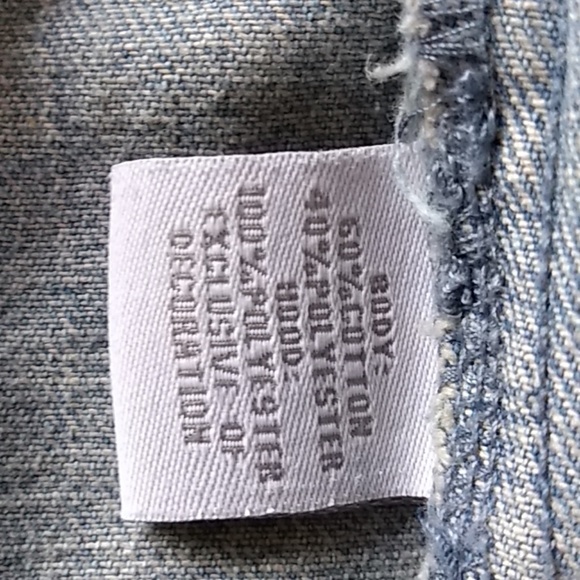 BODY:
60%COTTON
40%POLYESTER
HOOD:
100%POLYESTER
EXCLUSIVE OF
DECORATION